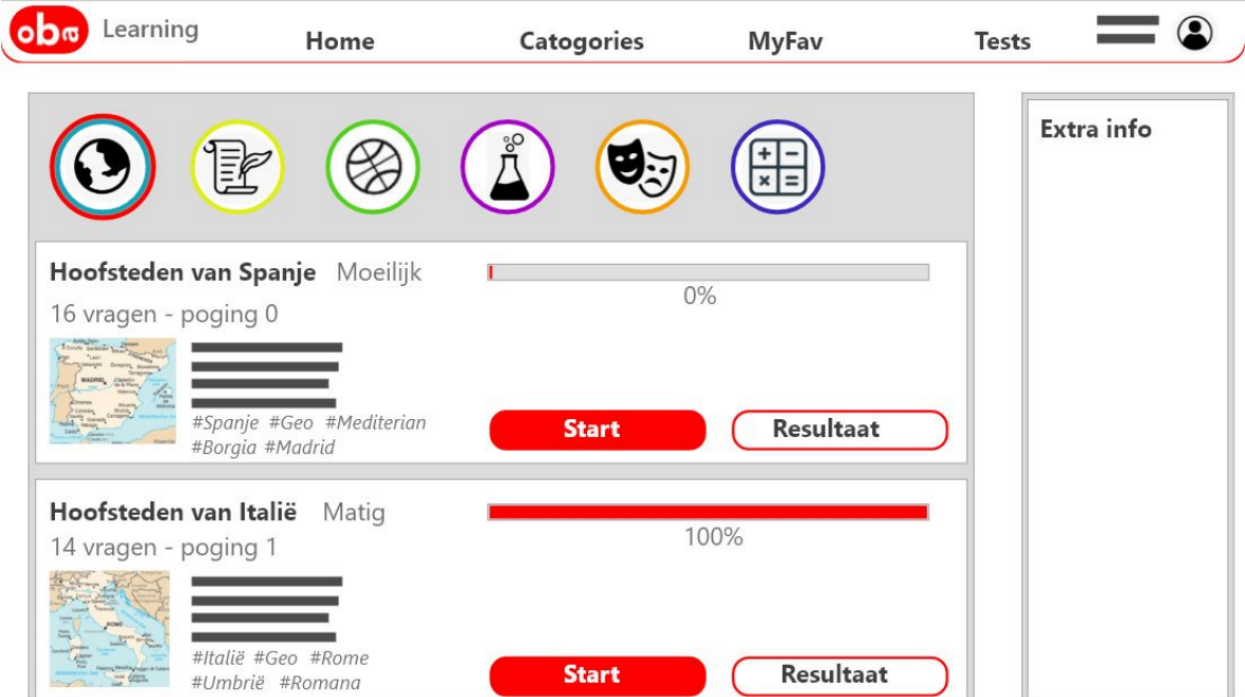 oba Learning Home Catogories MyFav Tests
Extra info
Hoofsteden van Spanje Moeilijk
0%
16 vragen - poging 0
MADRID
#Spanje #Geo #Mediterian
#Borgia #Madrid
Start Resultaat
Hoofsteden van Italië Matig
100%
14 vragen - poging 1
ROME
#Italië #Geo #Rome
#Umbrië #Romana
Start Resultaat